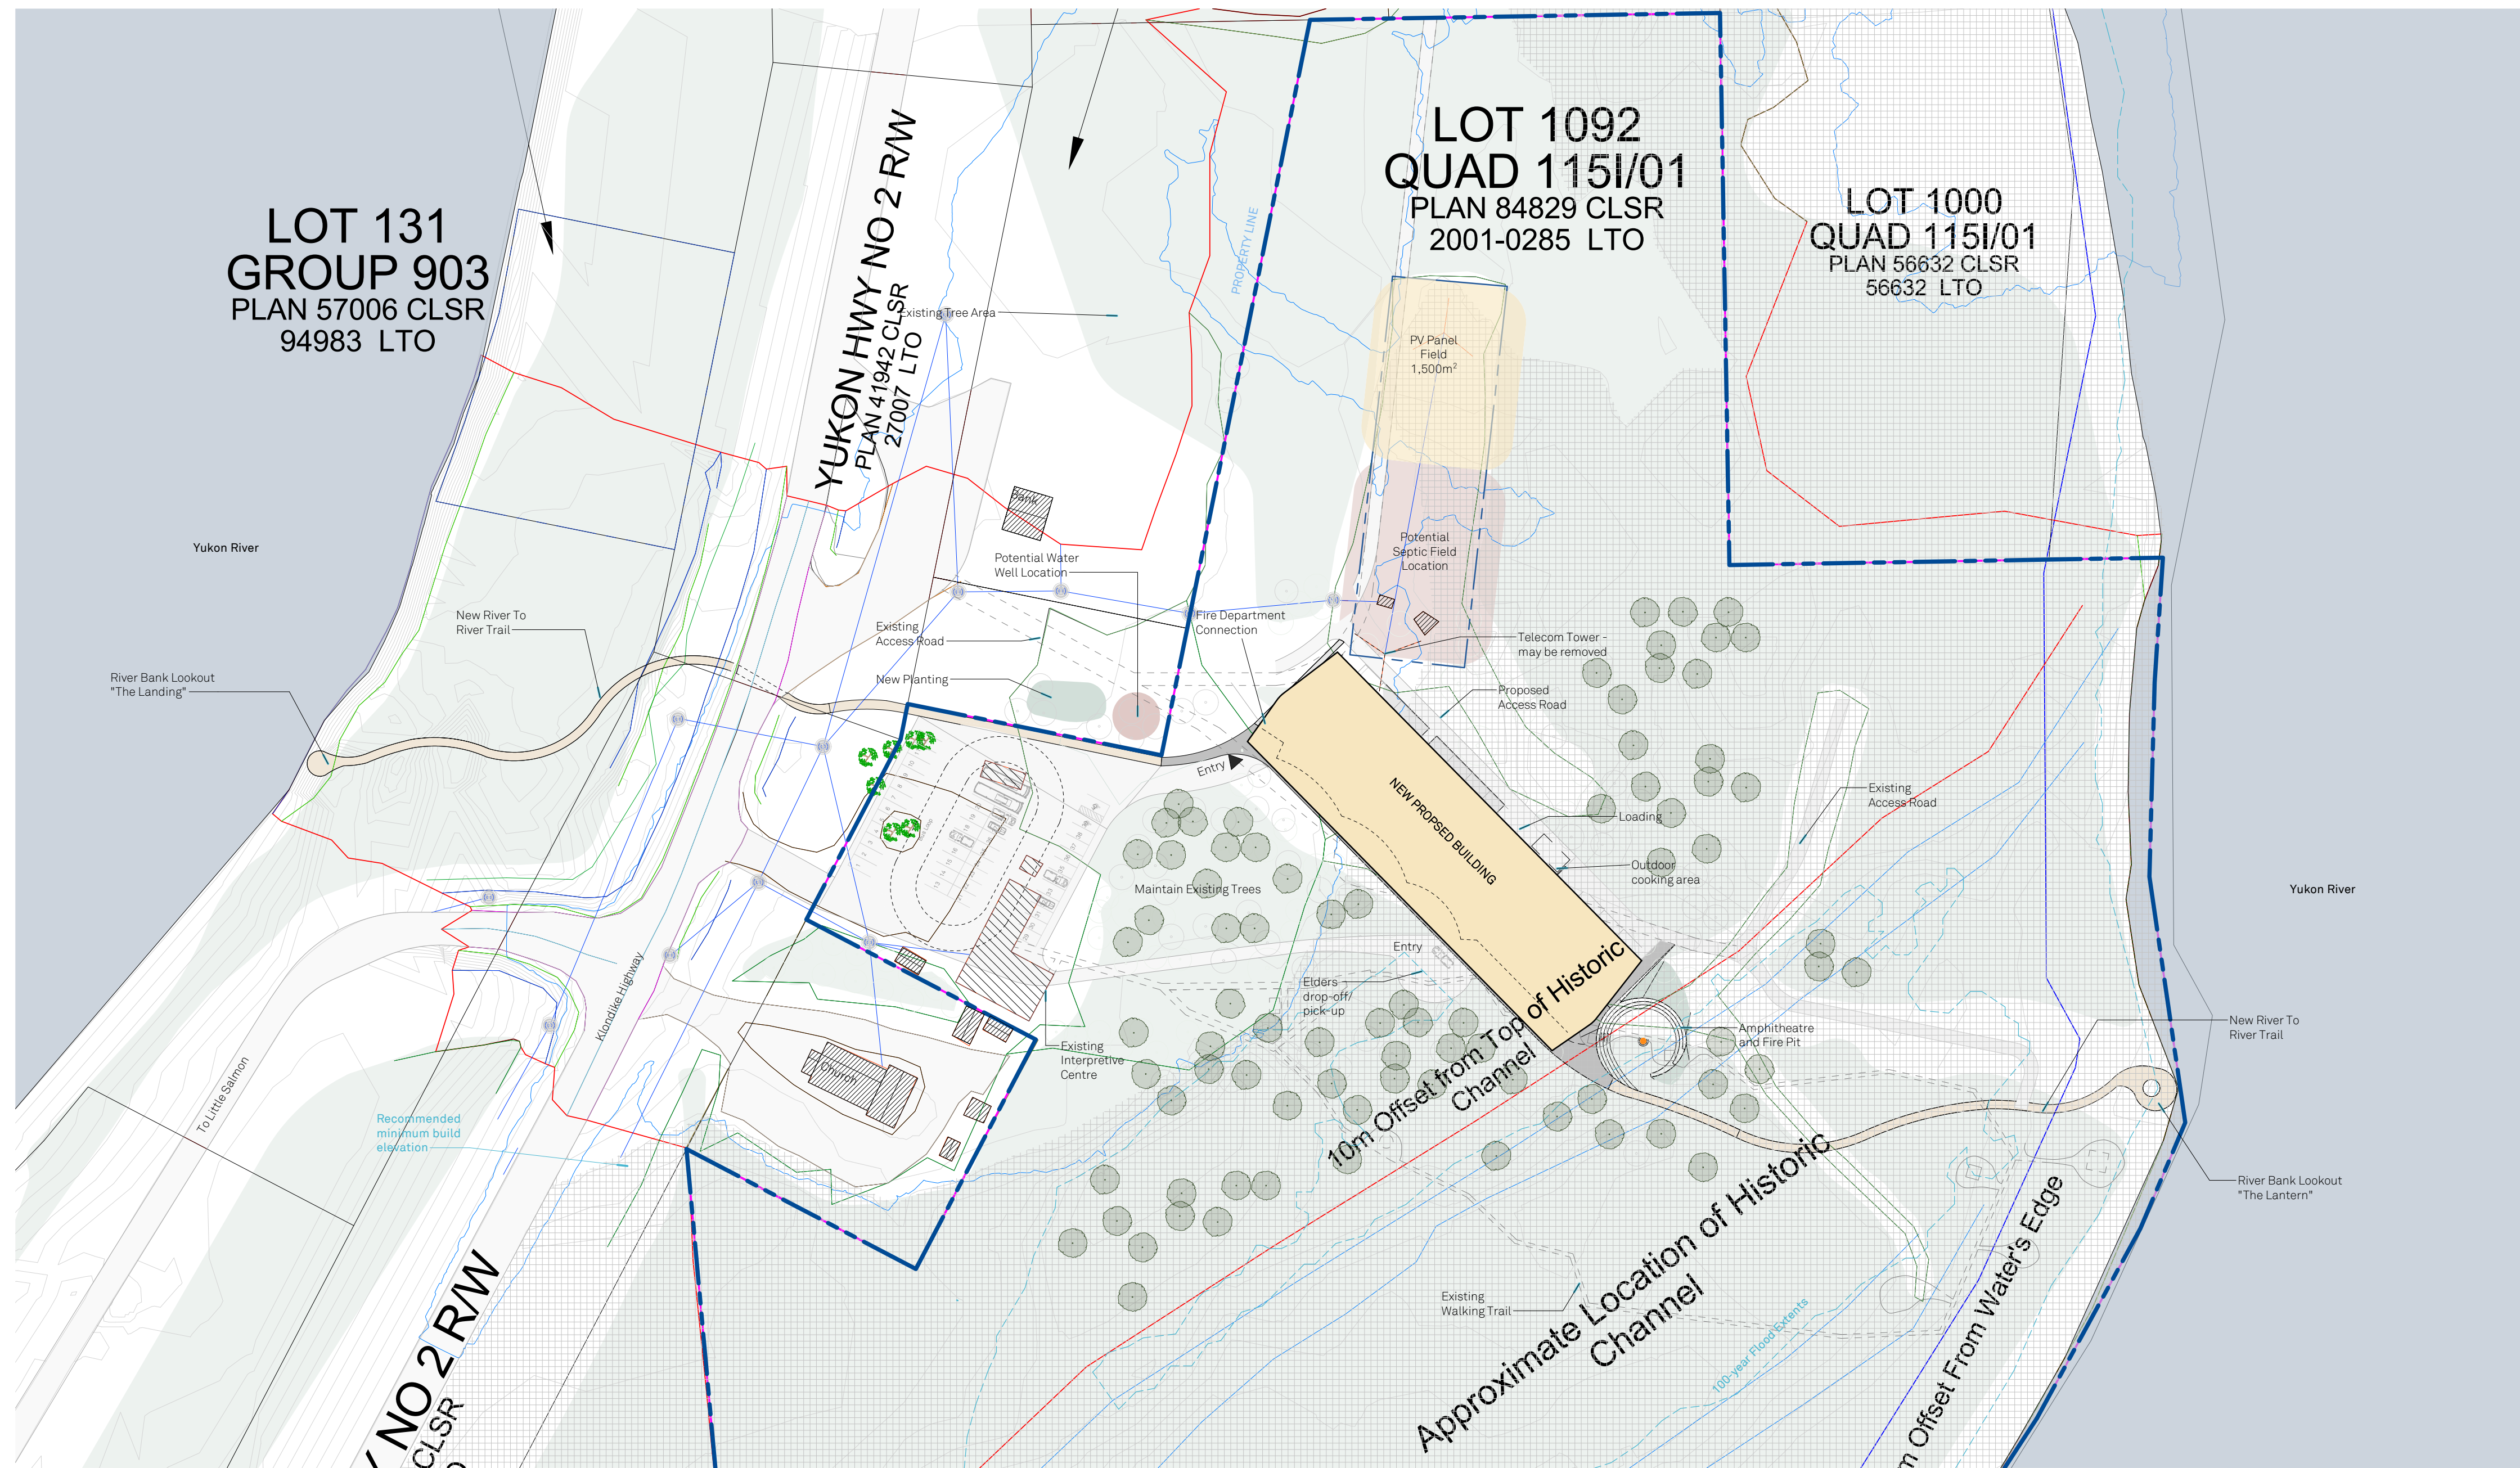 LOT 131
GROUP 903
PLAN 57006 CLSR
94983 LTO
YUKON HWY NO 2 R/W
PLAN 41942 CLSR
27007 LTO
Existing Tree Area
PROPERTY LINE
LOT 1092
QUAD 115I/01
PLAN 84829 CLSR
2001-0285 LTO
LOT 1000
QUAD 115I/01
PLAN 56632 CLSR
56632 LTO
PV Panel
Field
1,500m²
Bank
Potential Water
Well Location
Potential
Septic Field
Location
Yukon River
New River To
River Trail
River Bank Lookout
"The Landing"
Existing
Access Road
New Planting
Fire Department
Connection
Telecom Tower -
may be removed
Proposed
Access Road
Entry
NEW PROPSED BUILDING
Loading
Outdoor
cooking area
Existing
Access Road
Yukon River
Maintain Existing Trees
Entry
Elders
drop-off/
pick-up
Existing
Interpretive
Centre
Church
Klondike Highway
To Little Salmon
Recommended
minimum build
elevation
10m Offset from Top of Historic
Channel
Amphitheatre
and Fire Pit
New River To
River Trail
River Bank Lookout
"The Lantern"
Existing
Walking Trail
Approximate Location of Historic
Channel
100-year Flood Extents
m Offset From Water's Edge
NO 2 R/W
CLSR